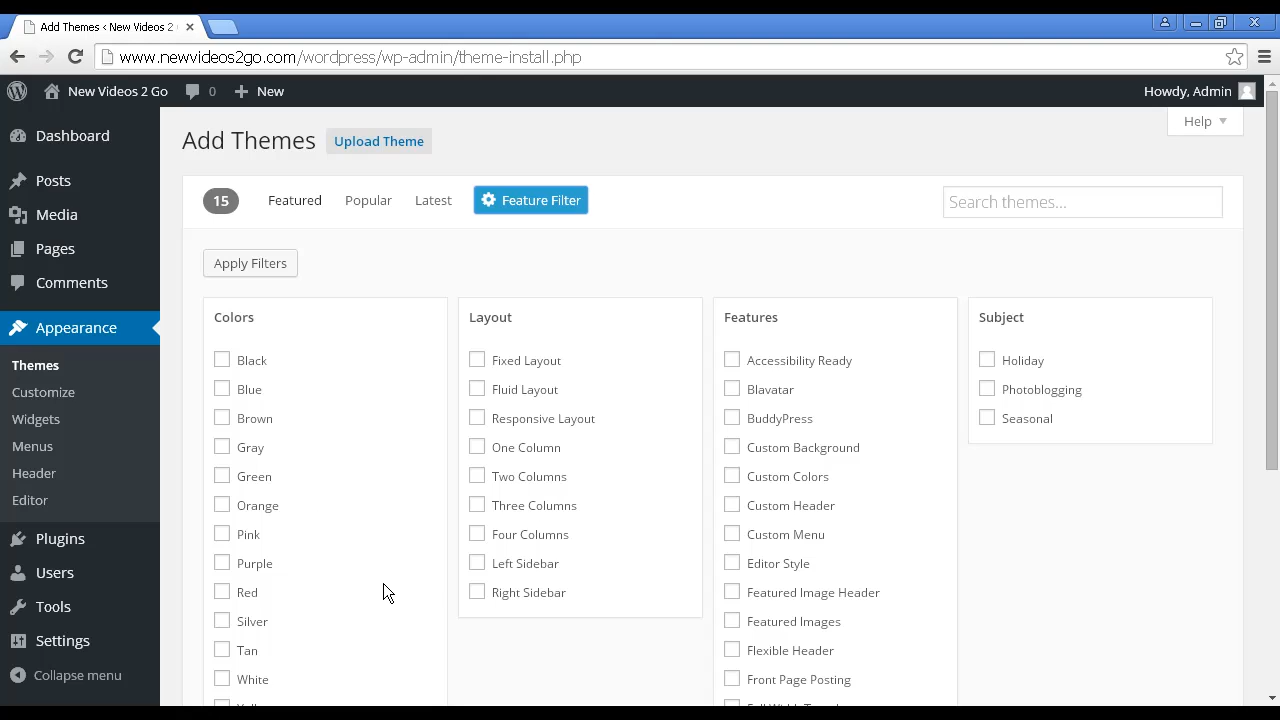 Add Themes ‹ New Videos 2
www.newvideos2go.com/wordpress/wp-admin/theme-install.php
New Videos 2 Go 0 + New Howdy, Admin
Help
Add Themes Upload Theme
15 Featured Popular Latest Feature Filter Search themes...
Apply Filters
Dashboard
Posts
Media
Pages
Comments
Appearance
Themes
Customize
Widgets
Menus
Header
Editor
Plugins
Users
Tools
Settings
Collapse menu
Colors
Black
Blue
Brown
Gray
Green
Orange
Pink
Purple
Red
Silver
Tan
White
Layout
Fixed Layout
Fluid Layout
Responsive Layout
One Column
Two Columns
Three Columns
Four Columns
Left Sidebar
Right Sidebar
Features
Accessibility Ready
Blavatar
BuddyPress
Custom Background
Custom Colors
Custom Header
Custom Menu
Editor Style
Featured Image Header
Featured Images
Flexible Header
Front Page Posting
Subject
Holiday
Photoblogging
Seasonal